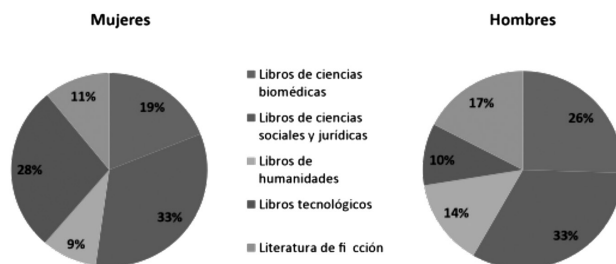 Mujeres
Hombres
11%
19%
28%
33%
9%
Libros de ciencias
biomédicas
Libros de ciencias
sociales y jurídicas
Libros de
humanidades
Libros tecnológicos
Literatura de fi cción
17%
26%
10%
14%
33%